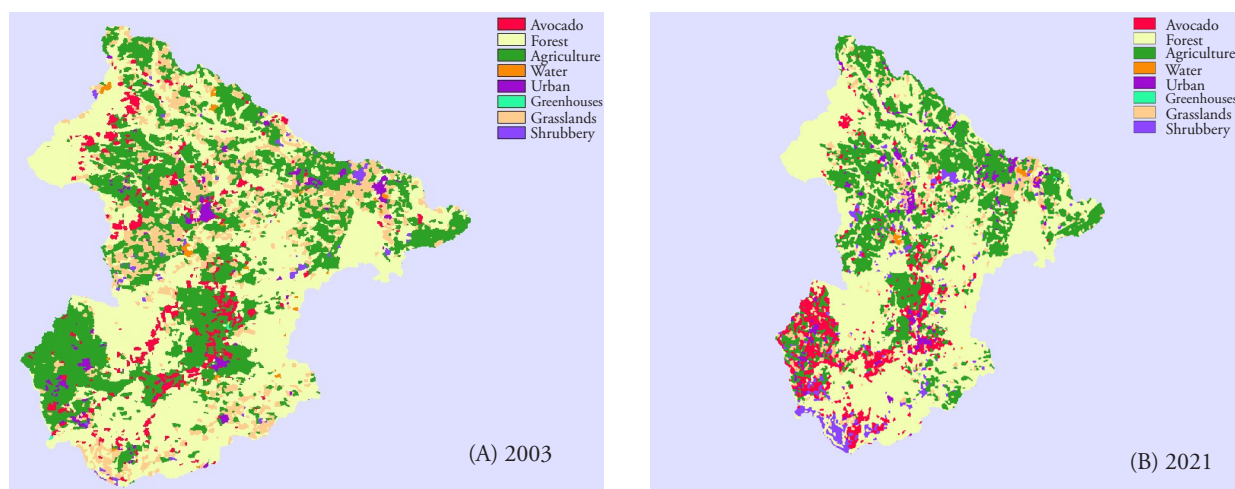 Avocado
Forest
Agriculture
Water
Urban
Greenhouses
Grasslands
Shrubbery
(A) 2003
Avocado
Forest
Agriculture
Water
Urban
Greenhouses
Grasslands
Shrubbery
(B) 2021